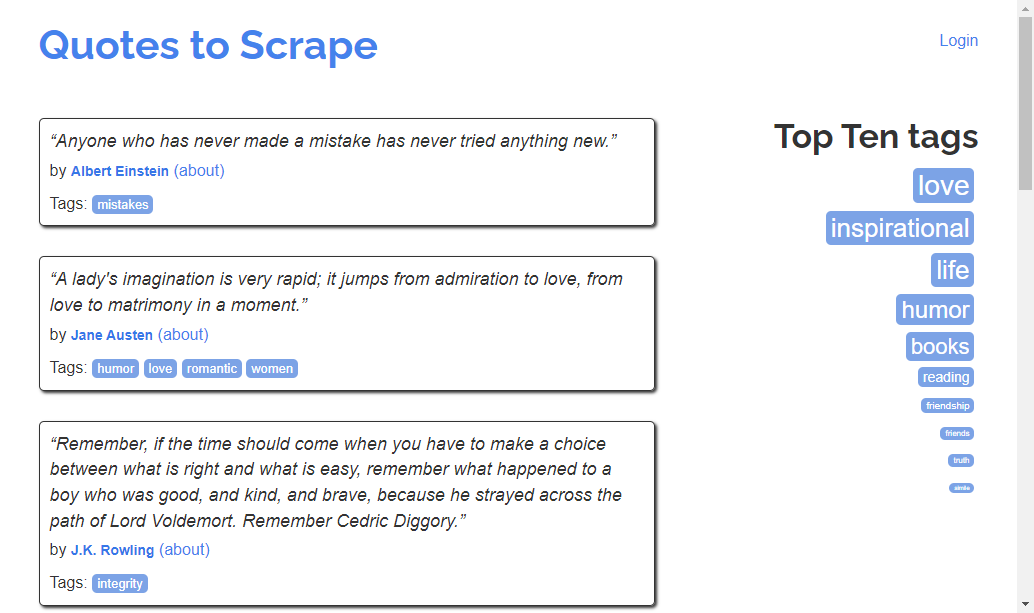 Quotes to Scrape
Login
“Anyone who has never made a mistake has never tried anything new.”
by Albert Einstein (about)
Tags: mistakes
“A lady's imagination is very rapid; it jumps from admiration to love, from
love to matrimony in a moment.”
by Jane Austen (about)
Tags: humor love romantic women
“Remember, if the time should come when you have to make a choice
between what is right and what is easy, remember what happened to a
boy who was good, and kind, and brave, because he strayed across the
path of Lord Voldemort. Remember Cedric Diggory.”
by J.K. Rowling (about)
Tags: integrity
Top Ten tags
love
inspirational
life
humor
books
reading
friendship
friends
truth
simile